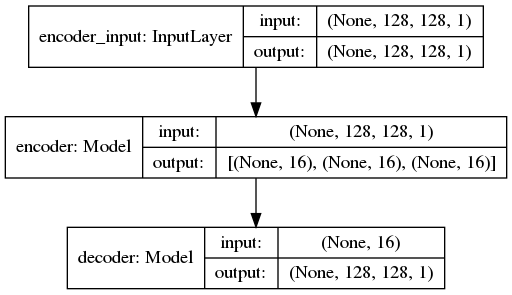 encoder_input: InputLayer
input: (None, 128, 128, 1)
output: (None, 128, 128, 1)
encoder: Model
input: (None, 128, 128, 1)
output: [(None, 16), (None, 16), (None, 16)]
decoder: Model
input: (None, 16)
output: (None, 128, 128, 1)